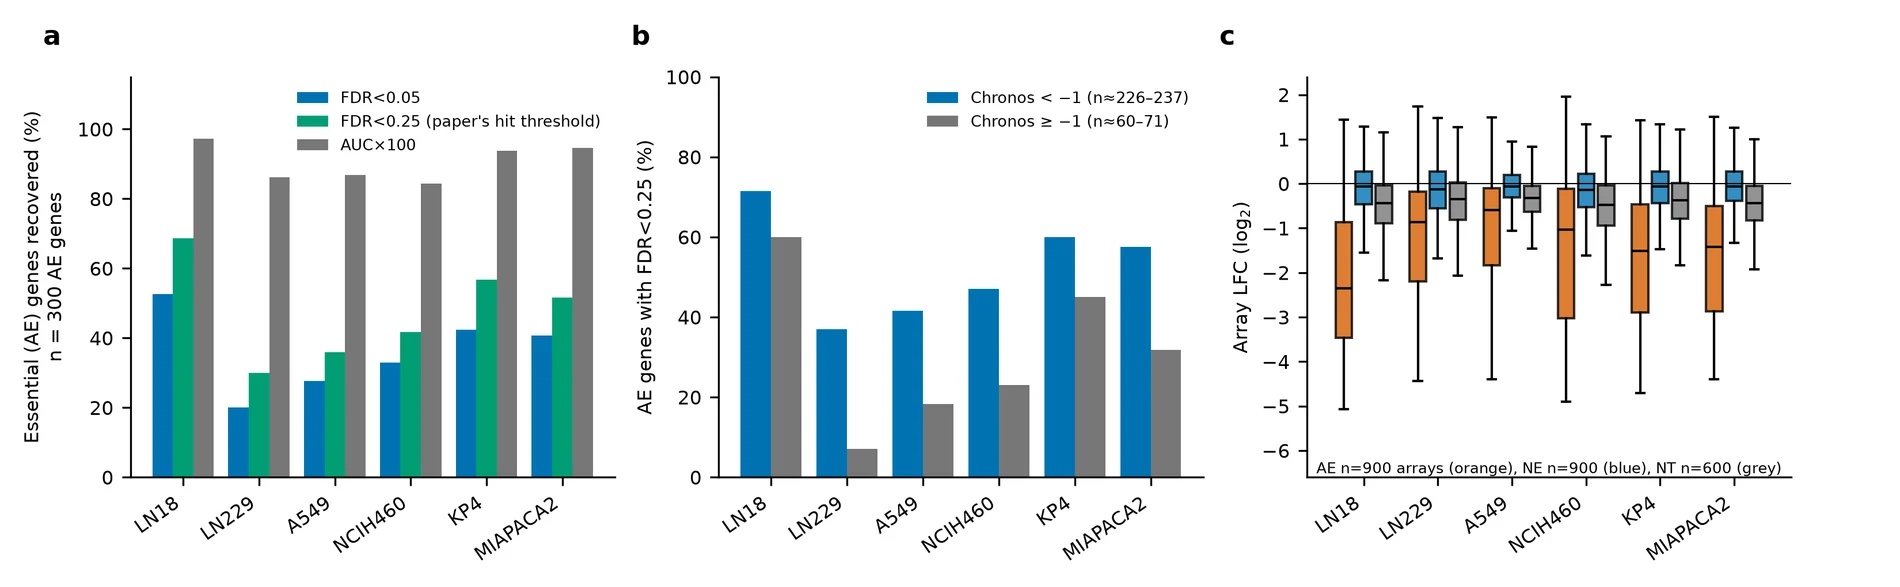 a
Essential (AE) genes recovered (%)
n = 300 AE genes
100
80
60
40
20
0
FDR<0.05
FDR<0.25 (paper's hit threshold)
AUC×100
LN18
LN229
A549
NCIH460
KP4
MIAPACA2
b
AE genes with FDR<0.25 (%)
100
80
60
40
20
0
Chronos < −1 (n≈226–237)
Chronos ≥ −1 (n≈60–71)
LN18
LN229
A549
NCIH460
KP4
MIAPACA2
c
Array LFC (log₂)
2
1
0
−1
−2
−3
−4
−5
−6
AE n=900 arrays (orange), NE n=900 (blue), NT n=600 (grey)
LN18
LN229
A549
NCIH460
KP4
MIAPACA2